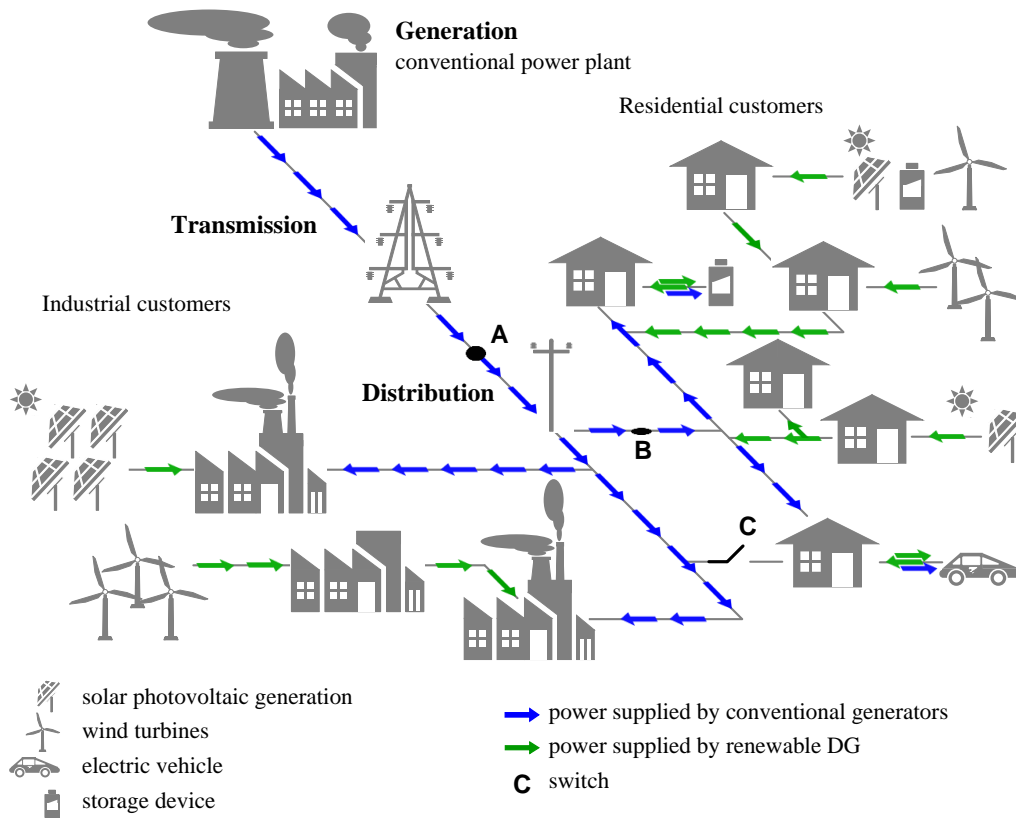 Generation
conventional power plant
Residential customers
Transmission
Industrial customers
A
Distribution
B
C
solar photovoltaic generation
wind turbines
electric vehicle
storage device
power supplied by conventional generators
power supplied by renewable DG
C switch